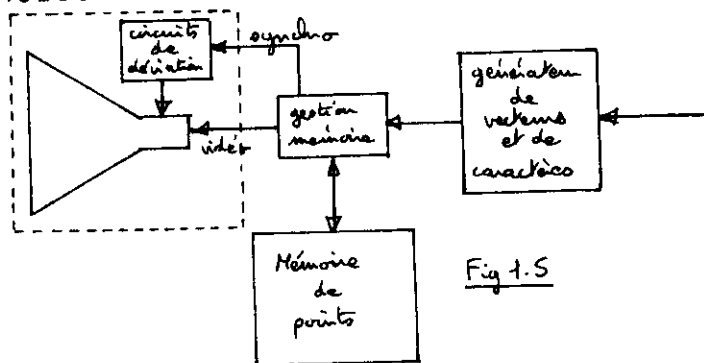 circuits
de
déviation
synchro
vidéo
gestion
mémoire
générateur
de
vecteurs
et de
caractères
Mémoire
de
points
Fig 1.5